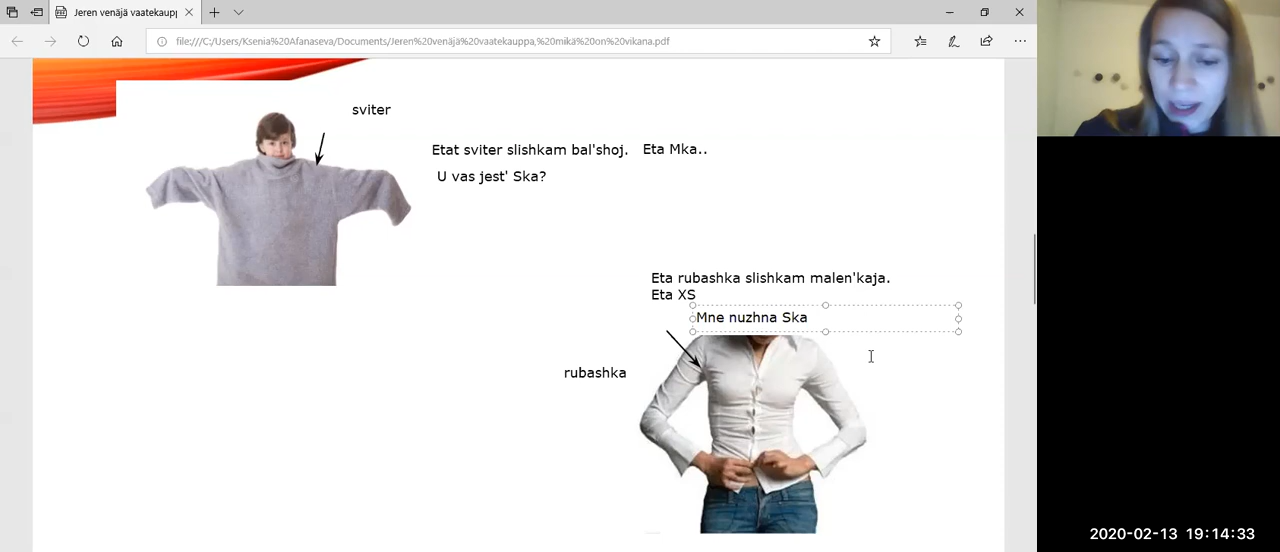 Jeren venäjä vaatekaupp
file:///C:/Users/Ksenia%20Afanaseva/Documents/Jeren%20venäjä%20vaatekauppa,%20mikä%20on%20vikana.pdf
sviter
Etat sviter slishkam bal'shoj. Eta Mka..
U vas jest' Ska?
Eta rubashka slishkam malen'kaja.
Eta XS
Mne nuzhna Ska
rubashka
2020-02-13 19:14:33